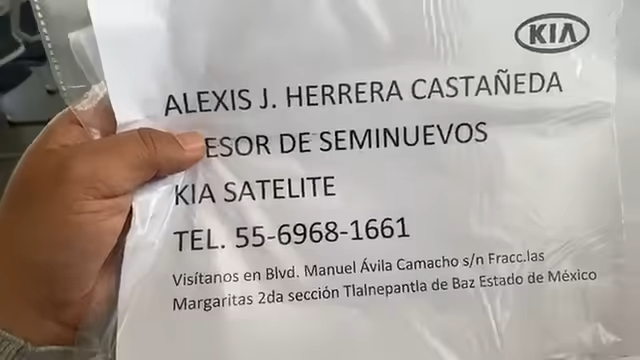 KIA
ALEXIS J. HERRERA CASTAÑEDA
ESOR DE SEMINUEVOS
KIA SATELITE
TEL. 55-6968-1661
Visítanos en Blvd. Manuel Ávila Camacho s/n Fracc.las
Margaritas 2da sección Tlalnepantla de Baz Estado de México